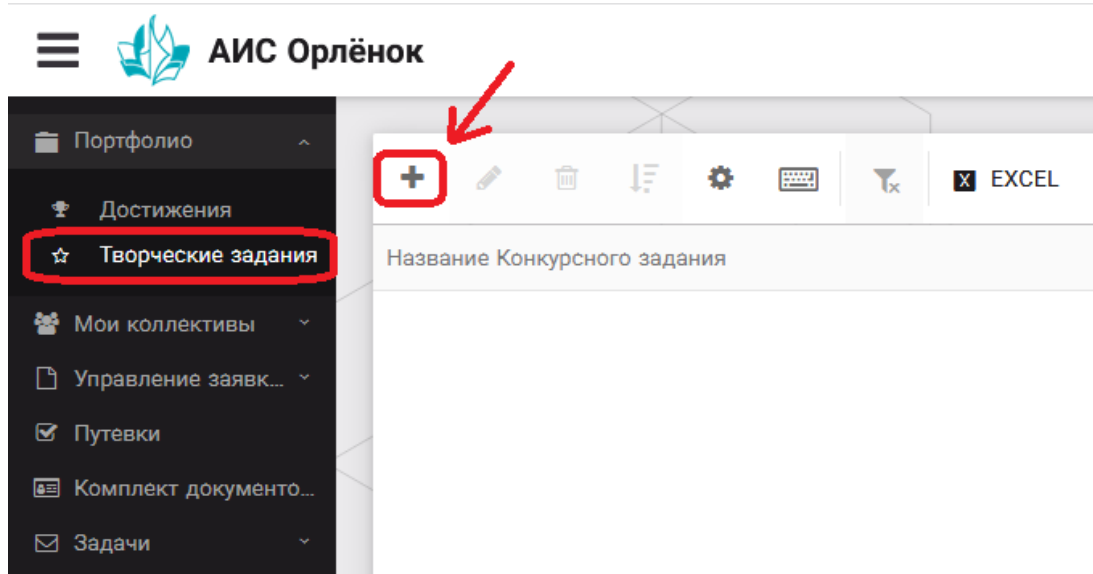 АИС Орлёнок
Портфолио
Достижения
Творческие задания
Мои коллективы
Управление заявк...
Путевки
Комплект документо...
Задачи
X EXCEL
Название Конкурсного задания